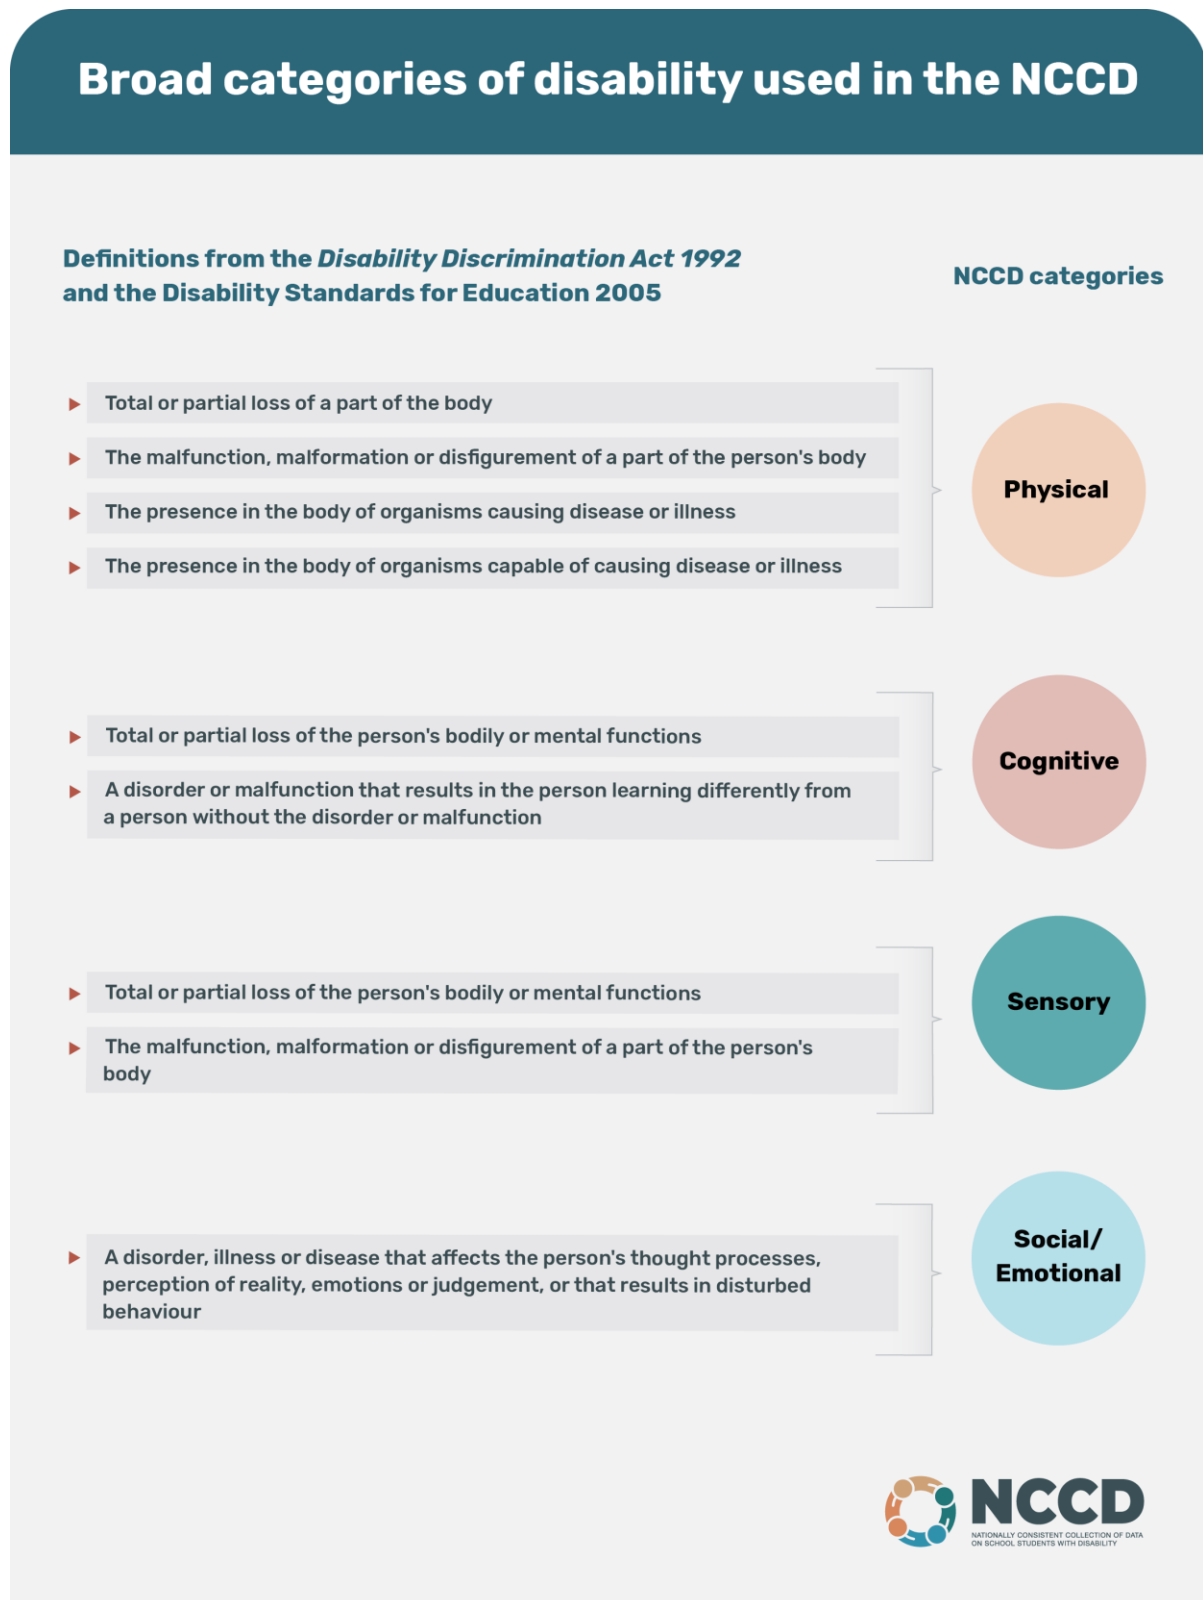 Broad categories of disability used in the NCCD
Definitions from the Disability Discrimination Act 1992
and the Disability Standards for Education 2005
NCCD categories
Total or partial loss of a part of the body
The malfunction, malformation or disfigurement of a part of the person's body
The presence in the body of organisms causing disease or illness
The presence in the body of organisms capable of causing disease or illness
Physical
Total or partial loss of the person's bodily or mental functions
A disorder or malfunction that results in the person learning differently from
a person without the disorder or malfunction
Cognitive
Total or partial loss of the person's bodily or mental functions
The malfunction, malformation or disfigurement of a part of the person's
body
Sensory
A disorder, illness or disease that affects the person's thought processes,
perception of reality, emotions or judgement, or that results in disturbed
behaviour
Social/
Emotional
NCCD
NATIONALLY CONSISTENT COLLECTION OF DATA
ON SCHOOL STUDENTS WITH DISABILITY